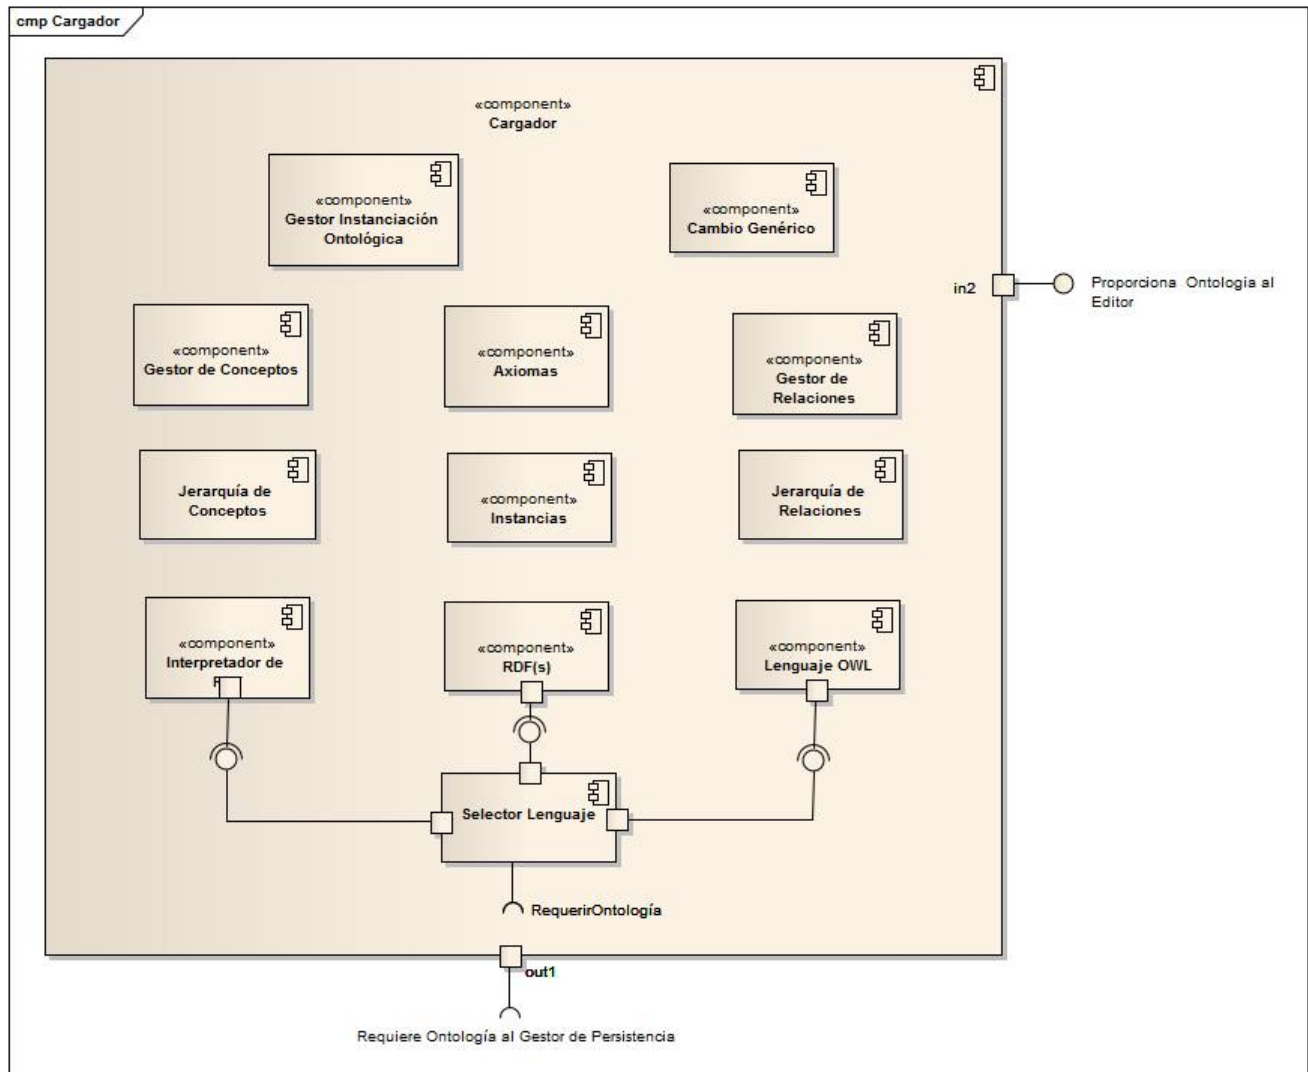 cmp Cargador
«component»
Cargador
«component»
Gestor Instanciación
Ontológica
«component»
Cambio Genérico
in2
Proporciona Ontologia al
Editor
«component»
Gestor de Conceptos
«component»
Axiomas
«component»
Gestor de
Relaciones
Jerarquía de
Conceptos
«component»
Instancias
Jerarquía de
Relaciones
«component»
Interpretador de
«component»
RDF(s)
«component»
Lenguaje OWL
Selector Lenguaje
RequerirOntología
out1
Requiere Ontología al Gestor de Persistencia